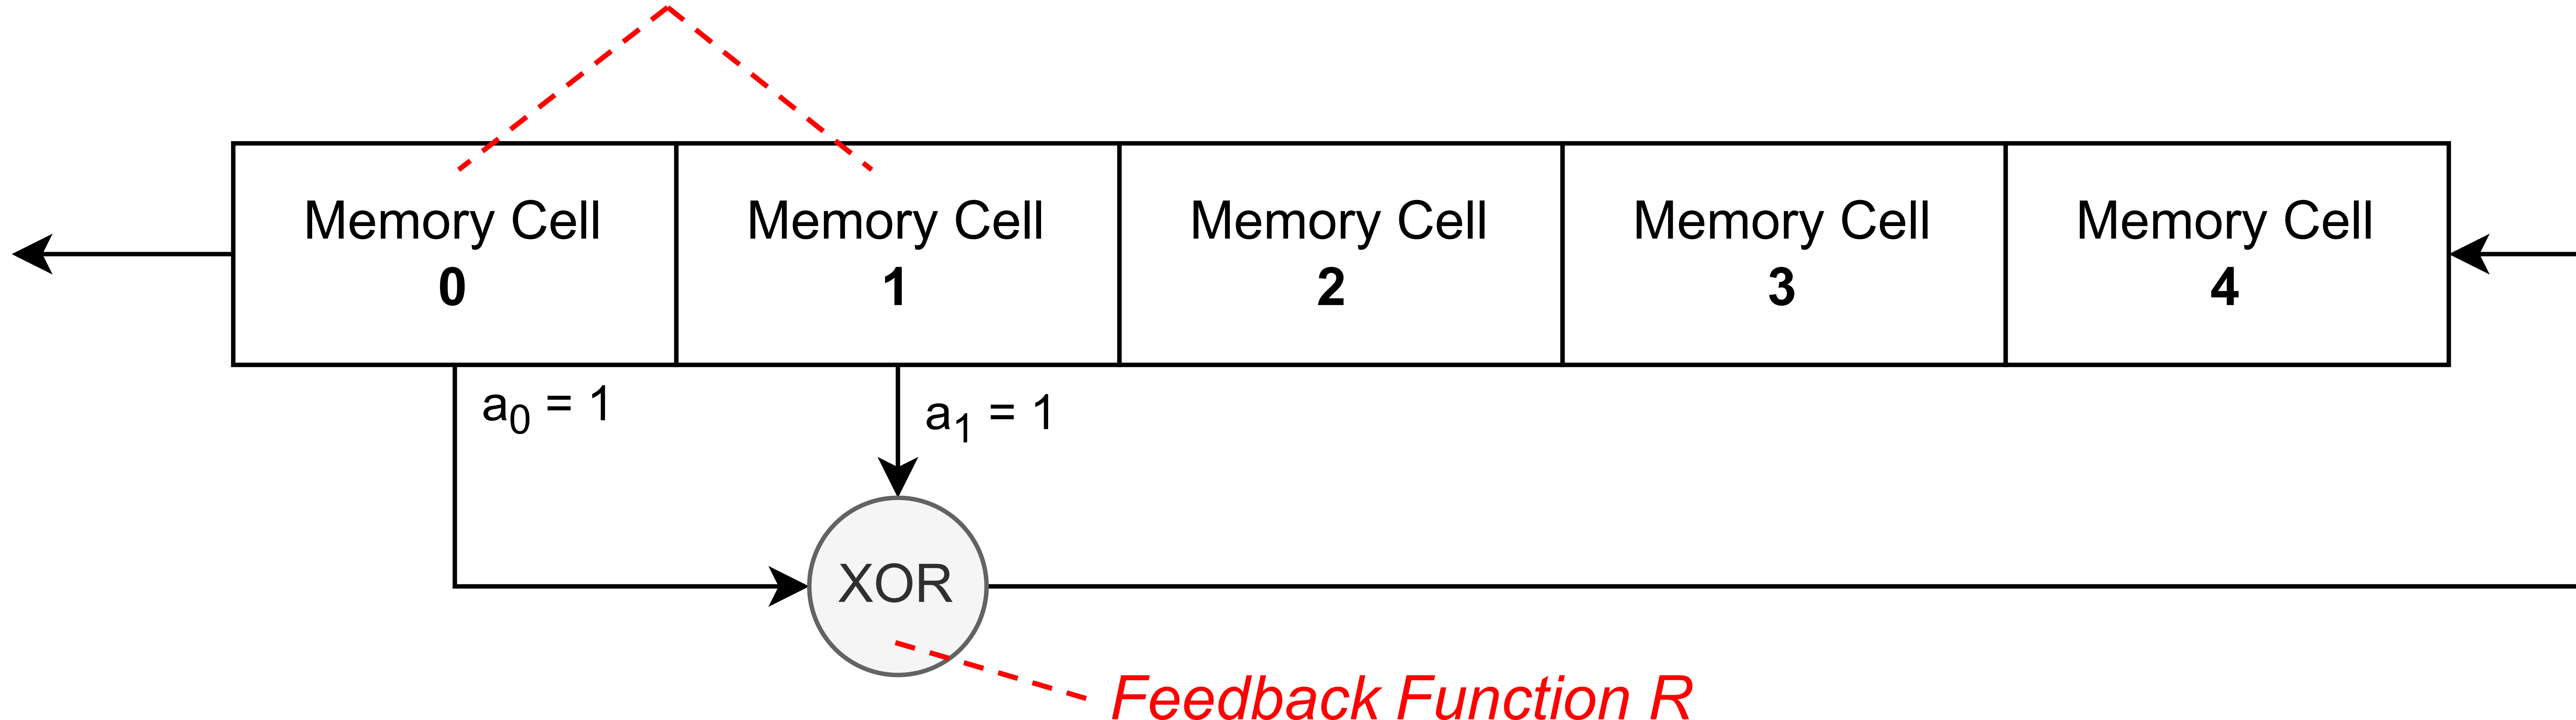 Memory Cell Memory Cell Memory Cell Memory Cell Memory Cell
0 1 2 3 4
a₀ = 1 a₁ = 1
XOR
Feedback Function R